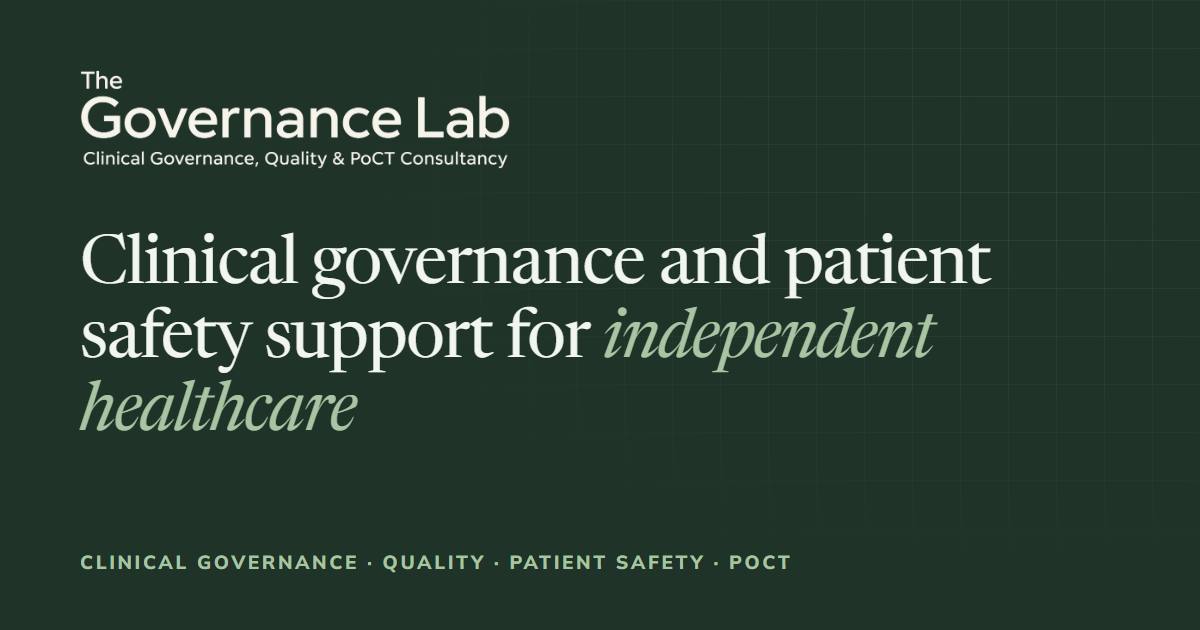 The
Governance Lab
Clinical Governance, Quality & PoCT Consultancy
Clinical governance and patient
safety support for independent
healthcare
CLINICAL GOVERNANCE · QUALITY · PATIENT SAFETY · POCT